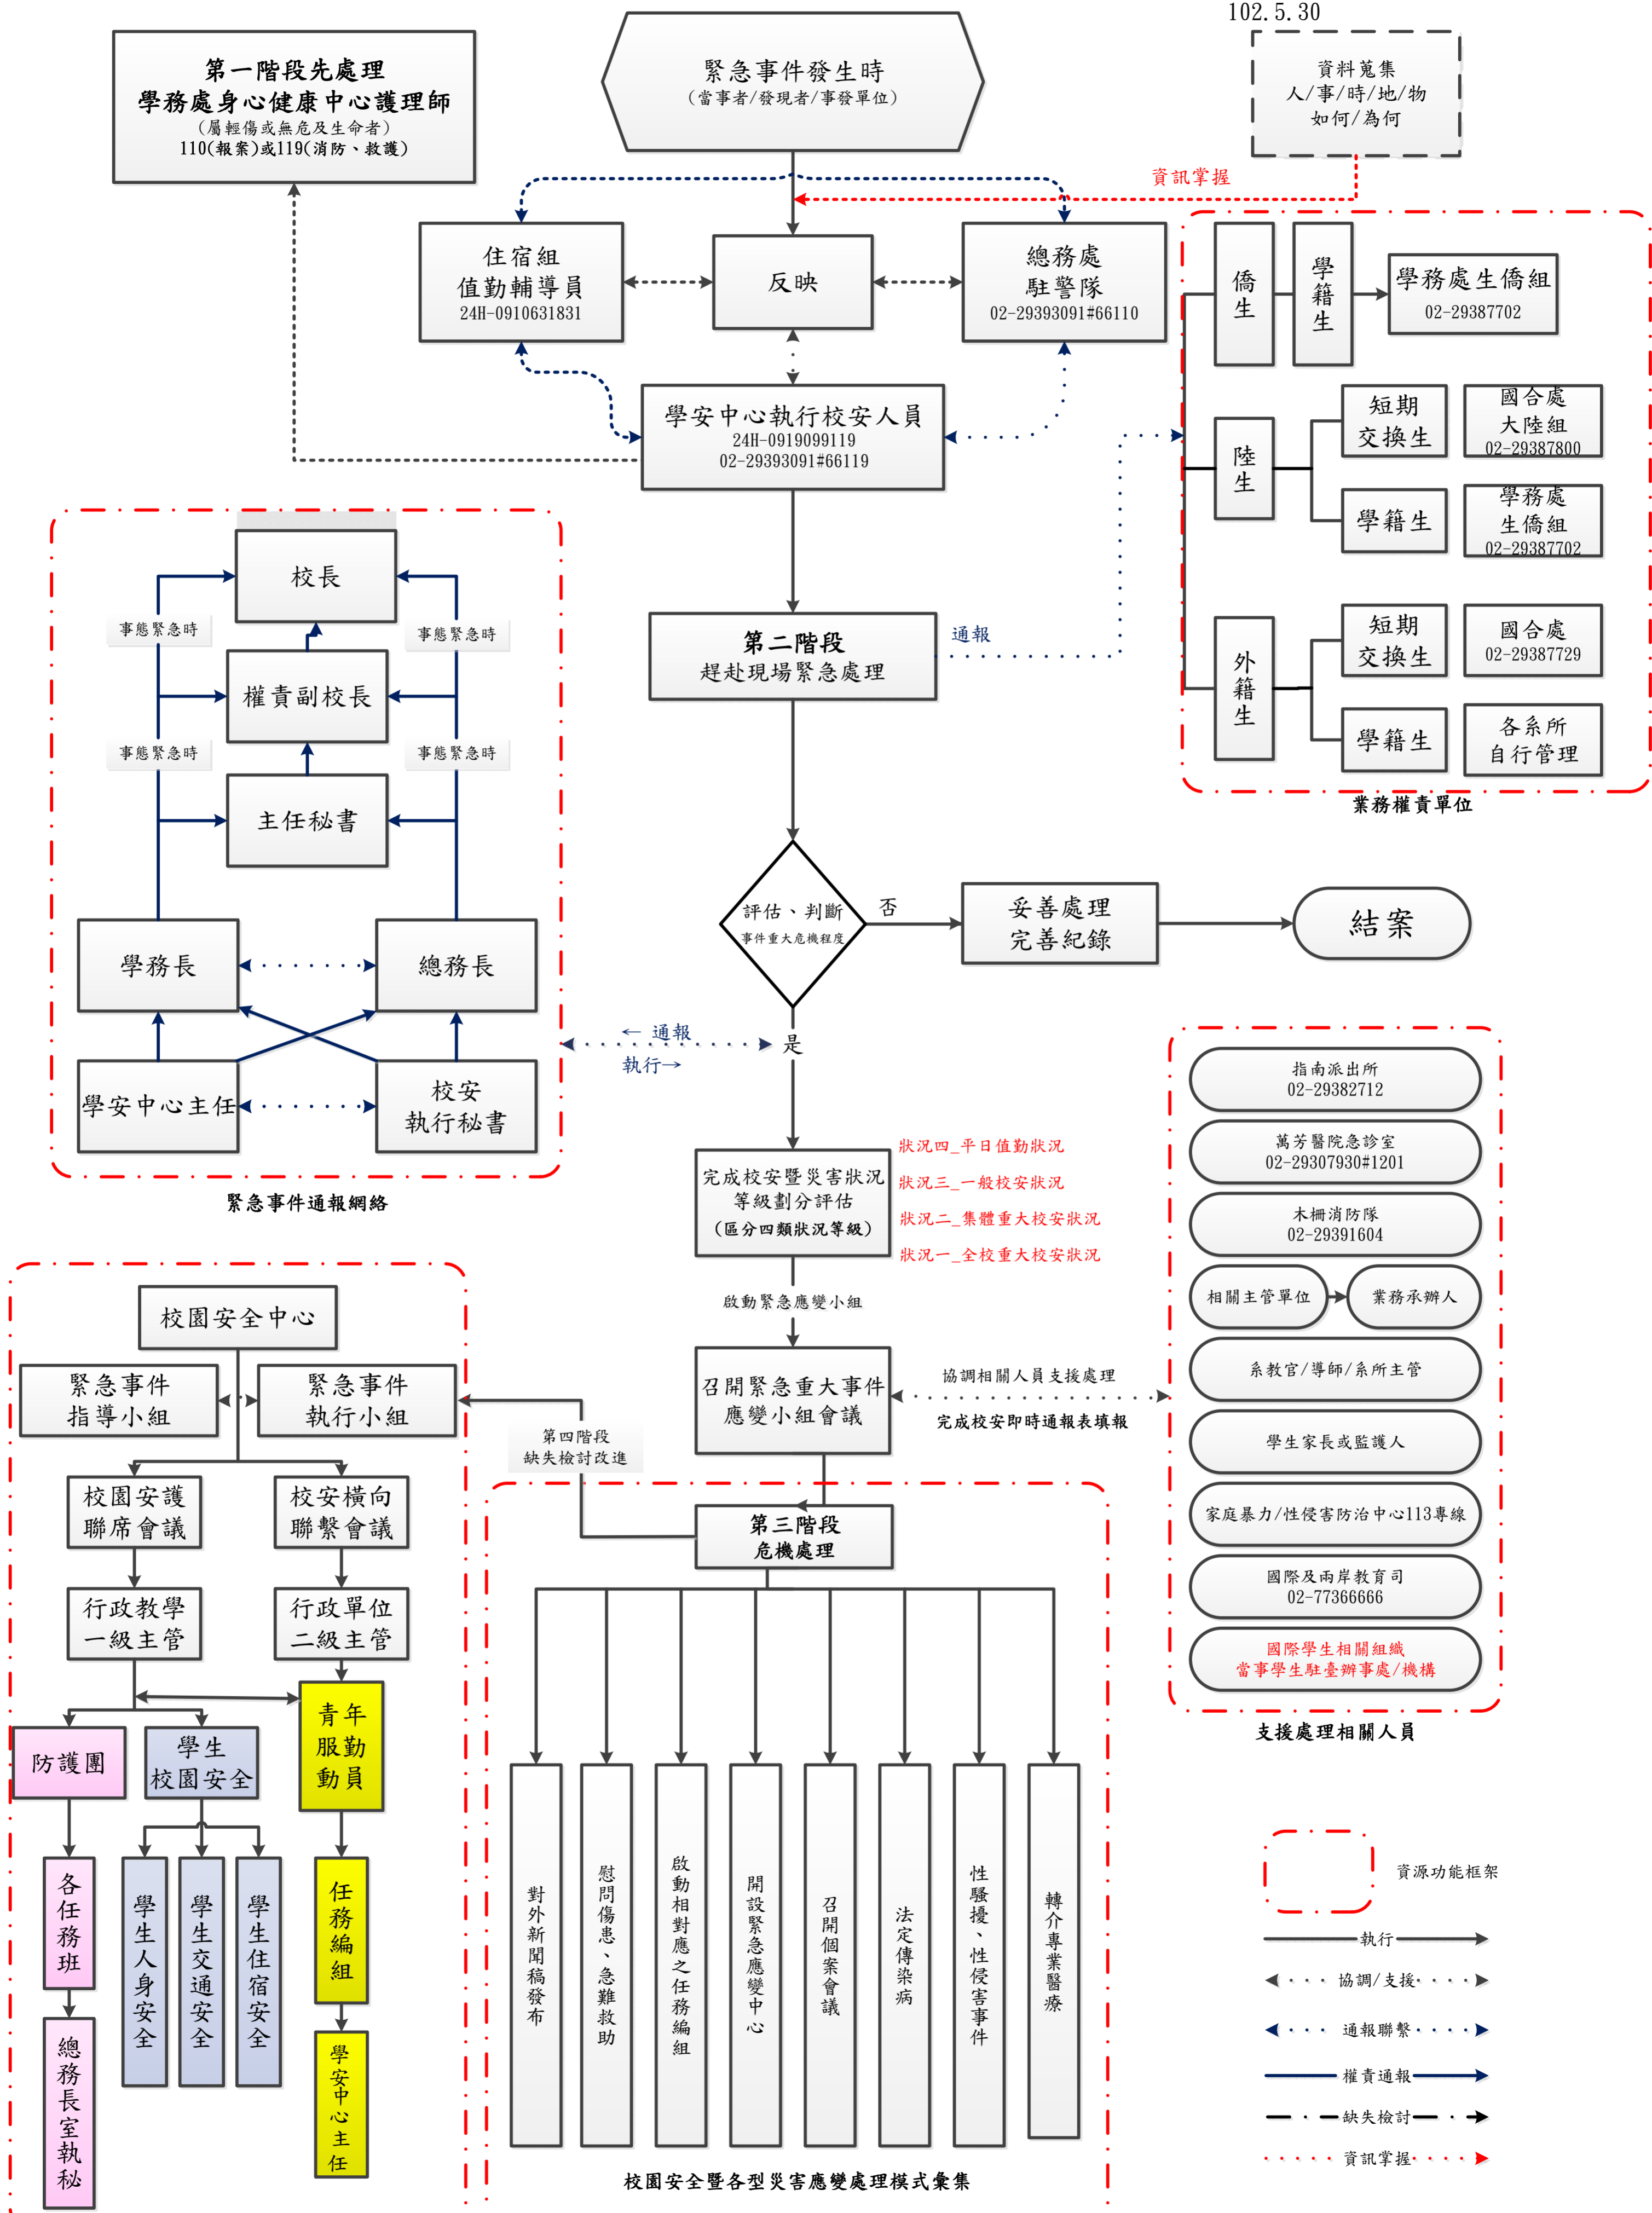 102.5.30
第一階段先處理
學務處身心健康中心護理師
(屬輕傷或無危及生命者)
110(報案)或119(消防、救護)
緊急事件發生時
(當事者/發現者/事發單位)
資料蒐集
人/事/時/地/物
如何/為何
資訊掌握
住宿組
值勤輔導員
24H-0910631831
反映
總務處
駐警隊
02-29393091#66110
學安中心執行校安人員
24H-0919099119
02-29393091#66119
僑生
學籍生
學務處生僑組
02-29387702
陸生
短期
交換生
國合處
大陸組
02-29387800
學籍生
學務處
生僑組
02-29387702
外籍生
短期
交換生
國合處
02-29387729
學籍生
各系所
自行管理
業務權責單位
第二階段
趕赴現場緊急處理
通報
校長
事態緊急時
事態緊急時
權責副校長
事態緊急時
事態緊急時
主任秘書
學務長
總務長
學安中心主任
校安
執行秘書
緊急事件通報網絡
評估、判斷
事件重大危機程度
否
妥善處理
完善紀錄
結案
← 通報
執行→
是
完成校安暨災害狀況
等級劃分評估
(區分四類狀況等級)
狀況四_平日值勤狀況
狀況三_一般校安狀況
狀況二_集體重大校安狀況
狀況一_全校重大校安狀況
啟動緊急應變小組
召開緊急重大事件
應變小組會議
協調相關人員支援處理
完成校安即時通報表填報
指南派出所
02-29382712
萬芳醫院急診室
02-29307930#1201
木柵消防隊
02-29391604
相關主管單位
業務承辦人
系教官/導師/系所主管
學生家長或監護人
家庭暴力/性侵害防治中心113專線
國際及兩岸教育司
02-77366666
國際學生相關組織
當事學生駐臺辦事處/機構
支援處理相關人員
校園安全中心
緊急事件
指導小組
緊急事件
執行小組
第四階段
缺失檢討改進
校園安護
聯席會議
校安橫向
聯繫會議
行政教學
一級主管
行政單位
二級主管
防護團
學生
校園安全
青年
服勤
動員
各任務班
學生人身安全
學生交通安全
學生住宿安全
任務編組
總務長室執秘
學安中心主任
第三階段
危機處理
對外新聞稿發布
慰問傷患、急難救助
啟動相對應之任務編組
開設緊急應變中心
召開個案會議
法定傳染病
性騷擾、性侵害事件
轉介專業醫療
校園安全暨各型災害應變處理模式彙集
資源功能框架
執行
協調/支援
通報聯繫
權責通報
缺失檢討
資訊掌握